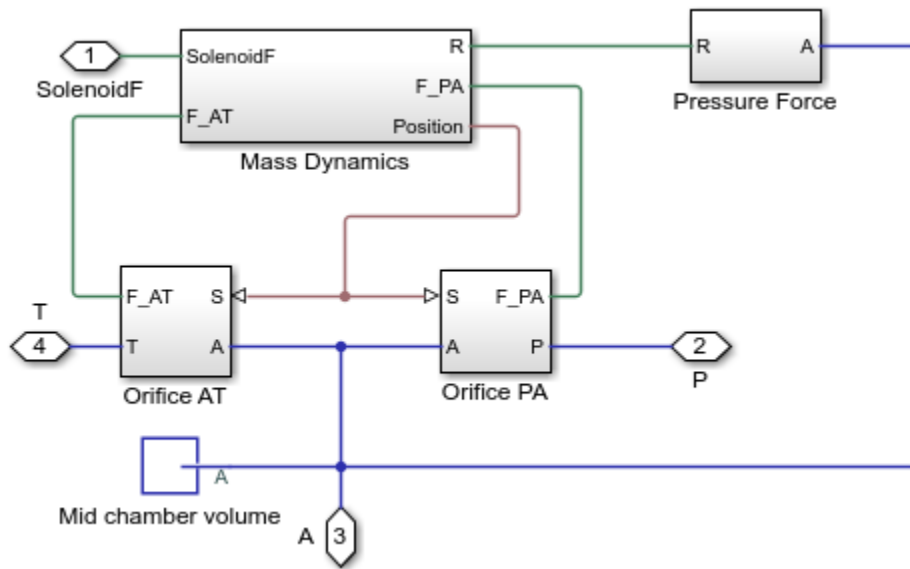 1
SolenoidF
SolenoidF
R
F_PA
F_AT
Position
Mass Dynamics
R
A
Pressure Force
T
4
F_AT
S
T
A
Orifice AT
S
F_PA
A
P
Orifice PA
2
P
A
Mid chamber volume
A
3